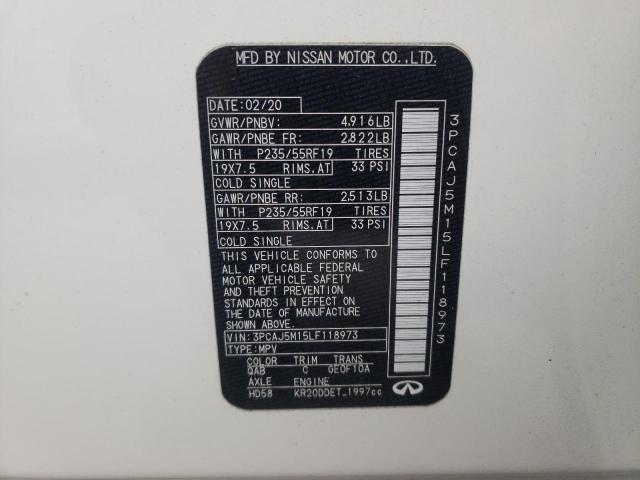 MFD BY NISSAN MOTOR CO.,LTD.
DATE:02/20
GVWR/PNBV: 4,916LB
GAWR/PNBE FR: 2,822LB
WITH P235/55RF19 TIRES
19X7.5 RIMS.AT 33 PSI
COLD SINGLE
GAWR/PNBE RR: 2,513LB
WITH P235/55RF19 TIRES
19X7.5 RIMS.AT 33 PSI
COLD SINGLE
THIS VEHICLE CONFORMS TO
ALL APPLICABLE FEDERAL
MOTOR VEHICLE SAFETY
AND THEFT PREVENTION
STANDARDS IN EFFECT ON
THE DATE OF MANUFACTURE
SHOWN ABOVE.
VIN:3PCAJ5M15LF118973
TYPE:MPV
COLOR TRIM TRANS
QAB C GE0F10A
AXLE ENGINE
HD58 KR20DDET 1997cc
3PCAJ5M15LF118973